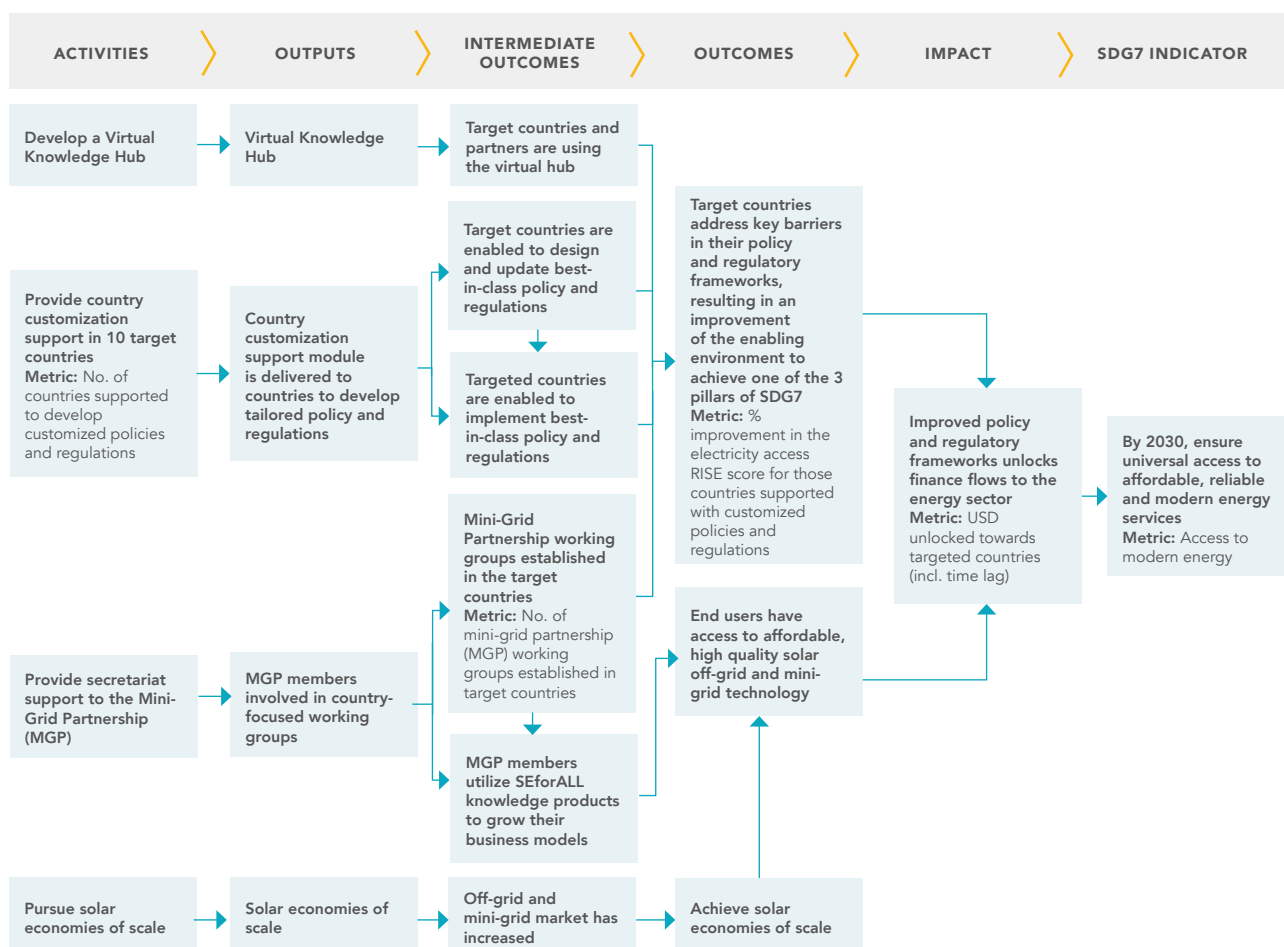 ACTIVITIES
OUTPUTS
INTERMEDIATE
OUTCOMES
OUTCOMES
IMPACT
SDG7 INDICATOR
Develop a Virtual
Knowledge Hub
Virtual Knowledge
Hub
Target countries and
partners are using
the virtual hub
Provide country
customization
support in 10 target
countries
Metric: No. of
countries supported
to develop
customized policies
and regulations
Country
customization
support module
is delivered to
countries to develop
tailored policy and
regulations
Target countries are
enabled to design
and update best-
in-class policy and
regulations
Targeted countries
are enabled to
implement best-
in-class policy and
regulations
Target countries
address key barriers
in their policy
and regulatory
frameworks,
resulting in an
improvement
of the enabling
environment to
achieve one of the 3
pillars of SDG7
Metric: %
improvement in the
electricity access
RISE score for those
countries supported
with customized
policies and
regulations
Improved policy
and regulatory
frameworks unlocks
finance flows to the
energy sector
Metric: USD
unlocked towards
targeted countries
(incl. time lag)
By 2030, ensure
universal access to
affordable, reliable
and modern energy
services
Metric: Access to
modern energy
Provide secretariat
support to the Mini-
Grid Partnership
(MGP)
MGP members
involved in country-
focused working
groups
Mini-Grid
Partnership working
groups established
in the target
countries
Metric: No. of
mini-grid partnership
(MGP) working
groups established in
target countries
MGP members
utilize SEforALL
knowledge products
to grow their
business models
End users have
access to affordable,
high quality solar
off-grid and mini-
grid technology
Pursue solar
economies of scale
Solar economies of
scale
Off-grid and
mini-grid market has
increased
Achieve solar
economies of scale